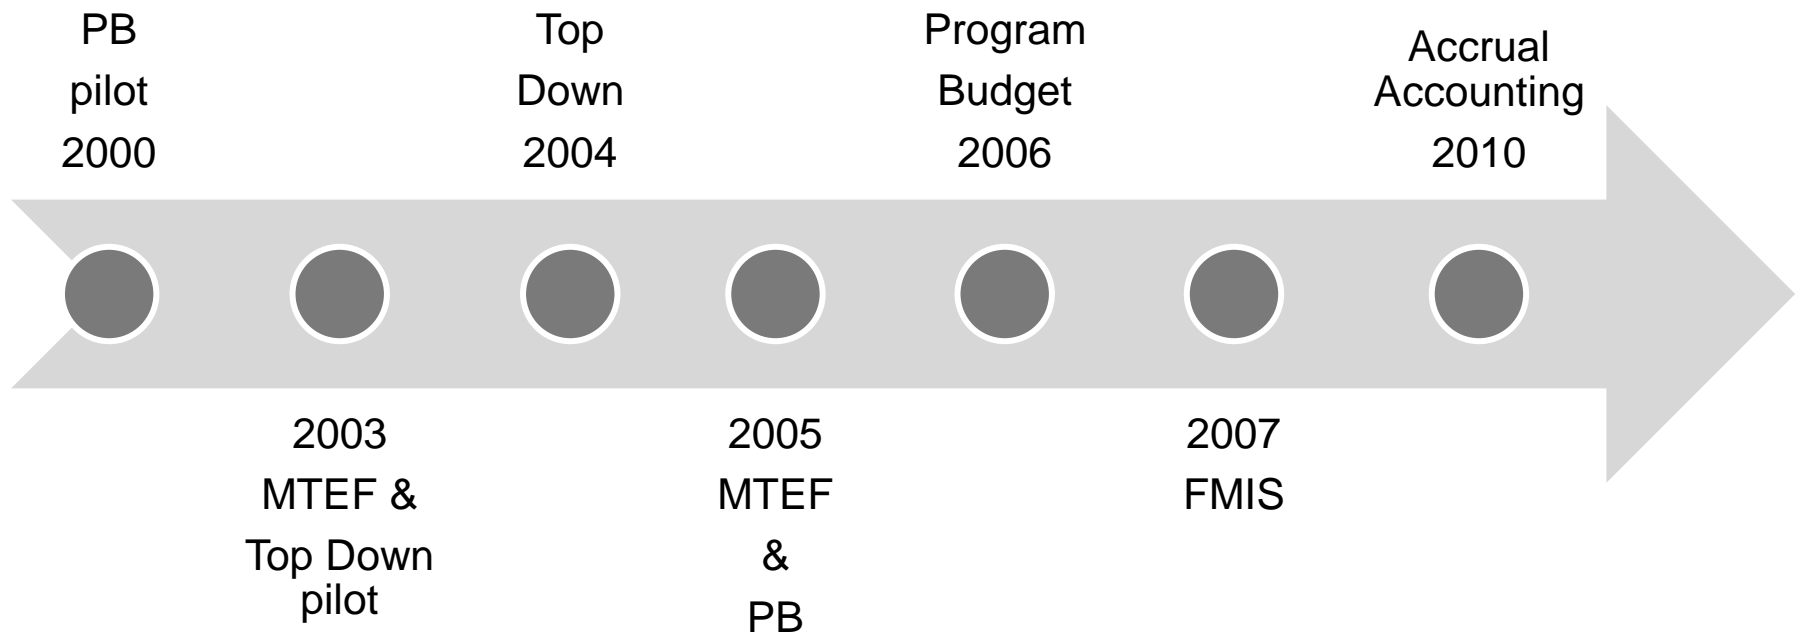 PB
pilot
2000
2003
MTEF &
Top Down
pilot
Top
Down
2004
2005
MTEF
&
PB
Program
Budget
2006
2007
FMIS
Accrual
Accounting
2010